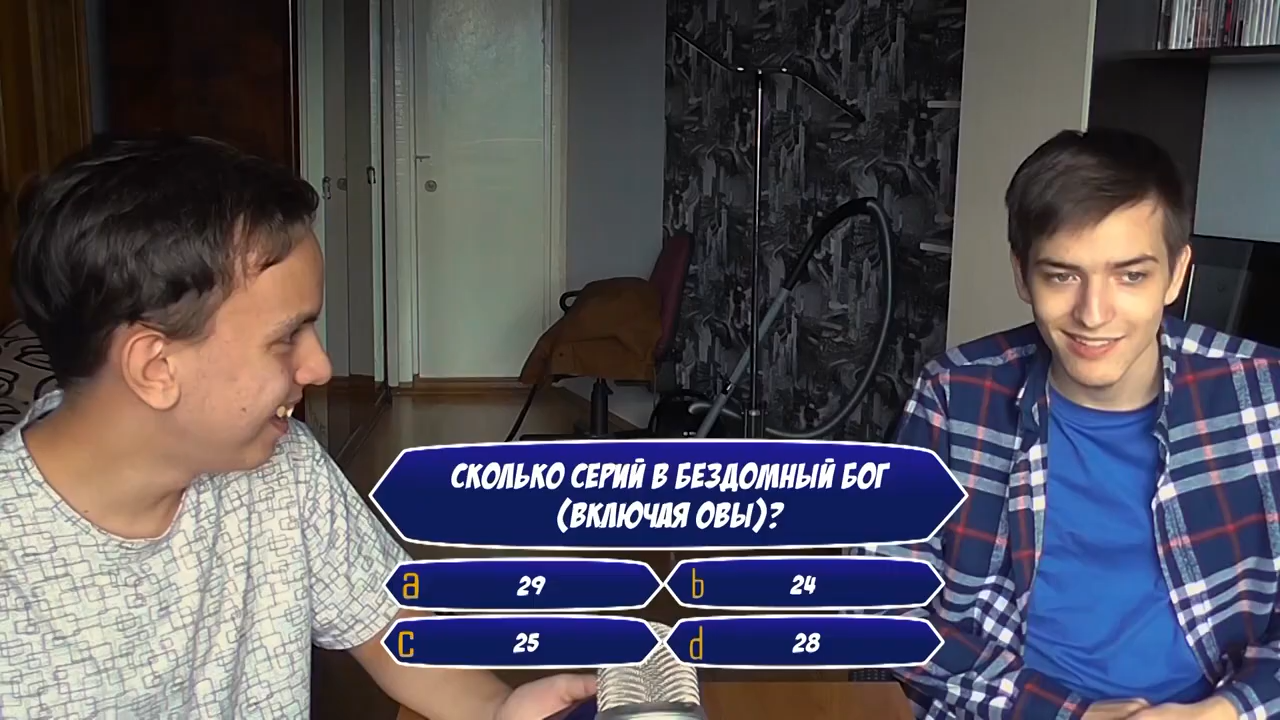 СКОЛЬКО СЕРИЙ В БЕЗДОМНЫЙ БОГ
(ВКЛЮЧАЯ ОВЫ)?
a 29
b 24
c 25
d 28